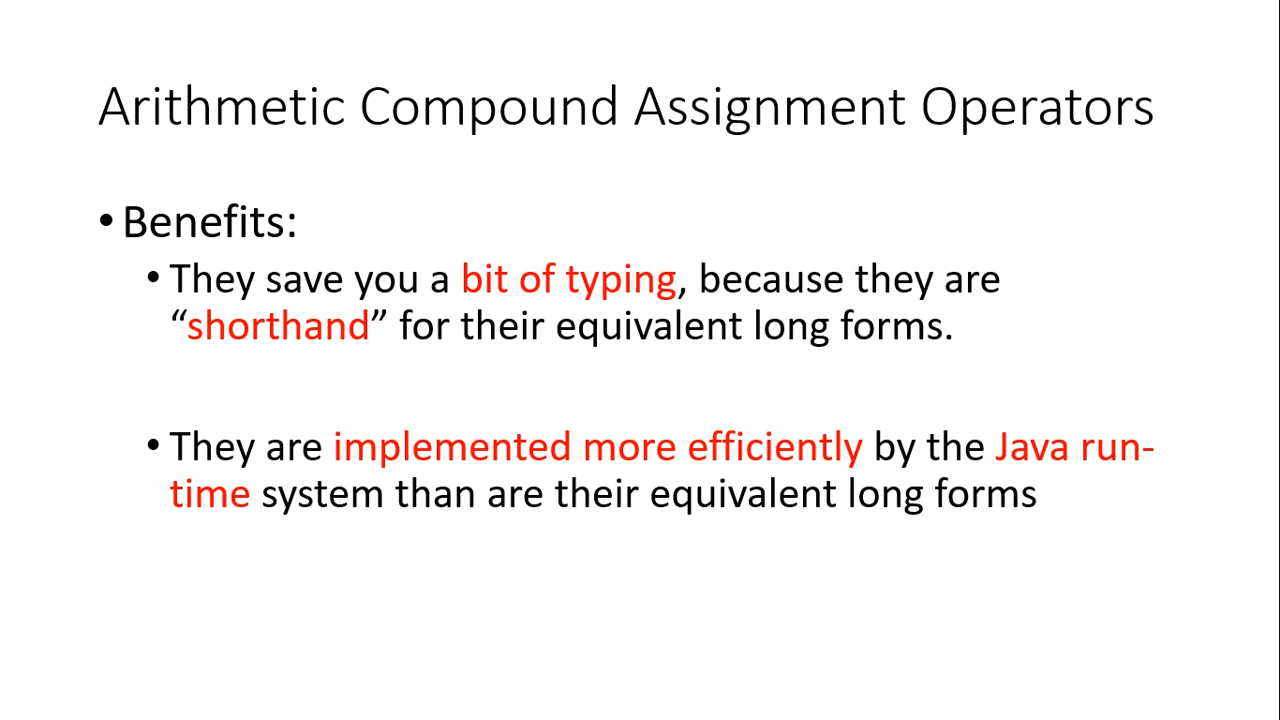 Arithmetic Compound Assignment Operators
• Benefits:
• They save you a bit of typing, because they are
“shorthand” for their equivalent long forms.
• They are implemented more efficiently by the Java run-
time system than are their equivalent long forms